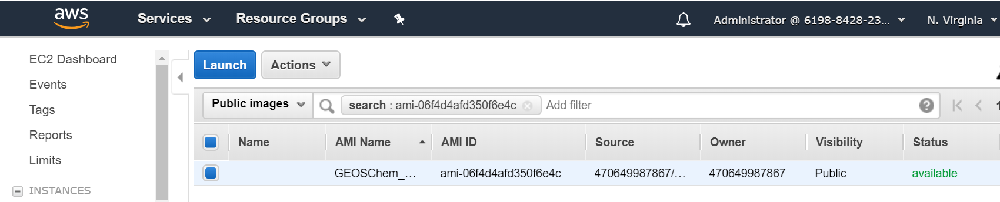 aws Services Resource Groups Administrator @ 6198-8428-23... N. Virginia
EC2 Dashboard
Events
Tags
Reports
Limits
INSTANCES
Launch Actions
Public images search : ami-06f4d4afd350f6e4c Add filter
Name AMI Name AMI ID Source Owner Visibility Status
GEOSChem_... ami-06f4d4afd350f6e4c 470649987867/... 470649987867 Public available